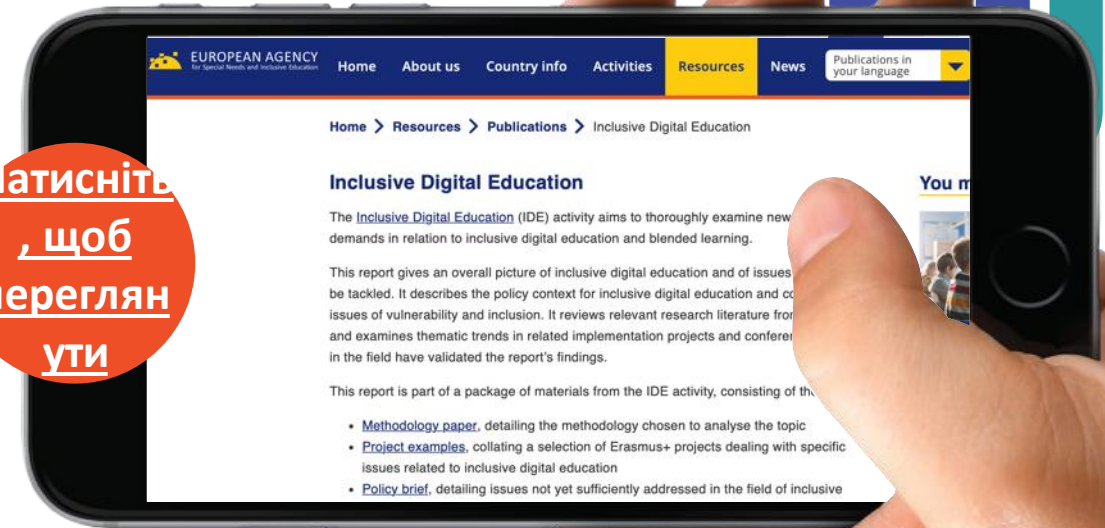 EUROPEAN AGENCY
for Special Needs and Inclusive Education
Home About us Country info Activities Resources News
Publications in
your language
Home > Resources > Publications > Inclusive Digital Education
Натисніть
, щоб
переглян
ути
Inclusive Digital Education
The Inclusive Digital Education (IDE) activity aims to thoroughly examine new
demands in relation to inclusive digital education and blended learning.
This report gives an overall picture of inclusive digital education and of issues
be tackled. It describes the policy context for inclusive digital education and
issues of vulnerability and inclusion. It reviews relevant research literature
and examines thematic trends in related implementation projects and
in the field have validated the report's findings.
This report is part of a package of materials from the IDE activity, consisting of
• Methodology paper, detailing the methodology chosen to analyse the topic
• Project examples, collating a selection of Erasmus+ projects dealing with specific
issues related to inclusive digital education
• Policy brief, detailing issues not yet sufficiently addressed in the field of inclusive
You